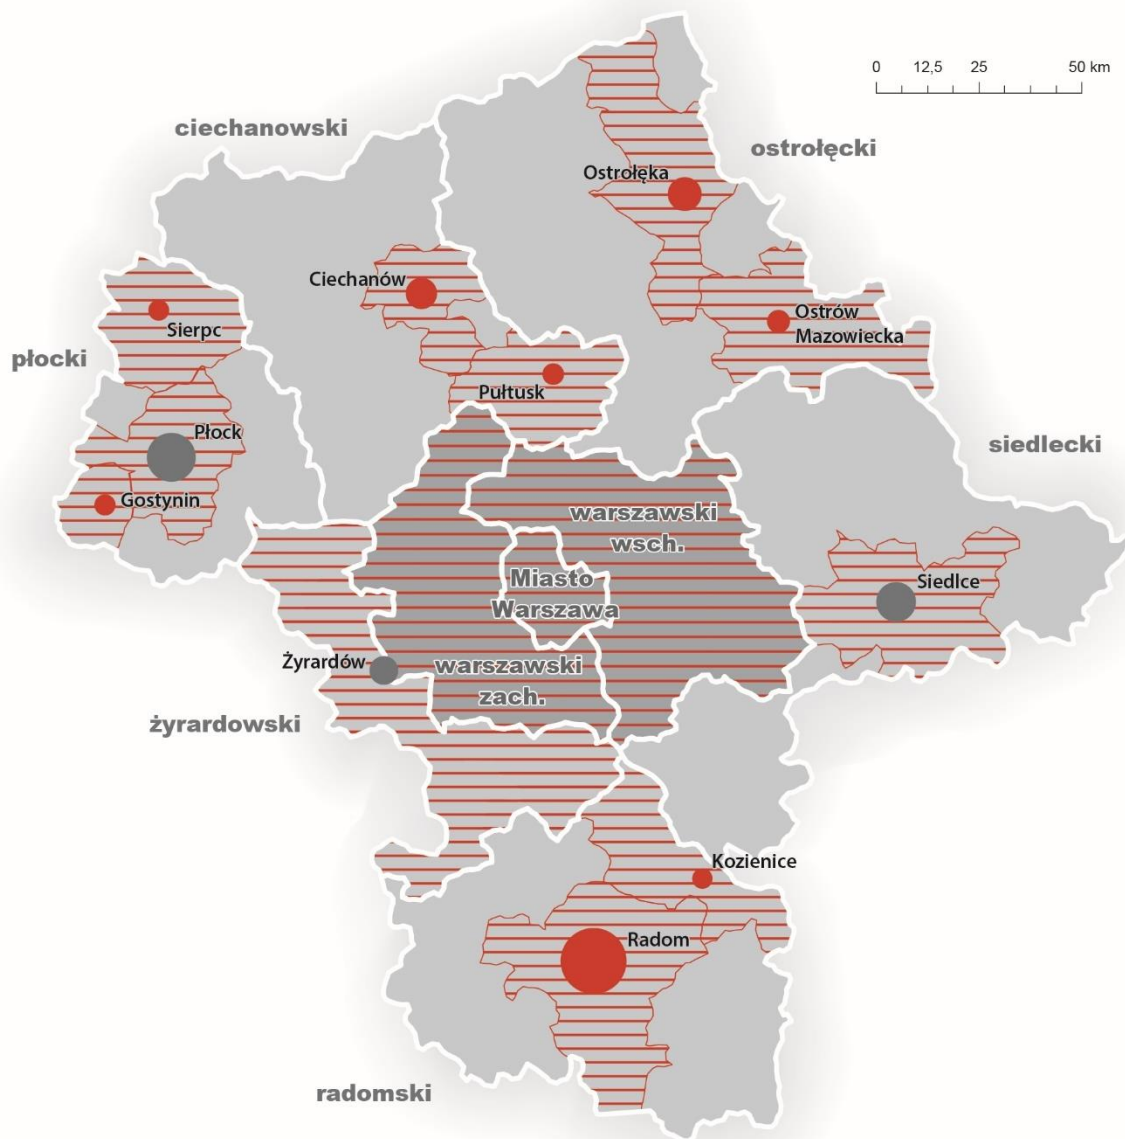 0 12,5 25 50 km
ciechanowski
ostrołęcki
Ostrołęka
Ciechanów
Ostrów
Mazowiecka
Sierpc
płocki
Pułtusk
Płock
siedlecki
Gostynin
warszawski
wsch.
Miasto
Warszawa
Siedlce
Żyrardów
warszawski
zach.
żyrardowski
Kozienice
Radom
radomski